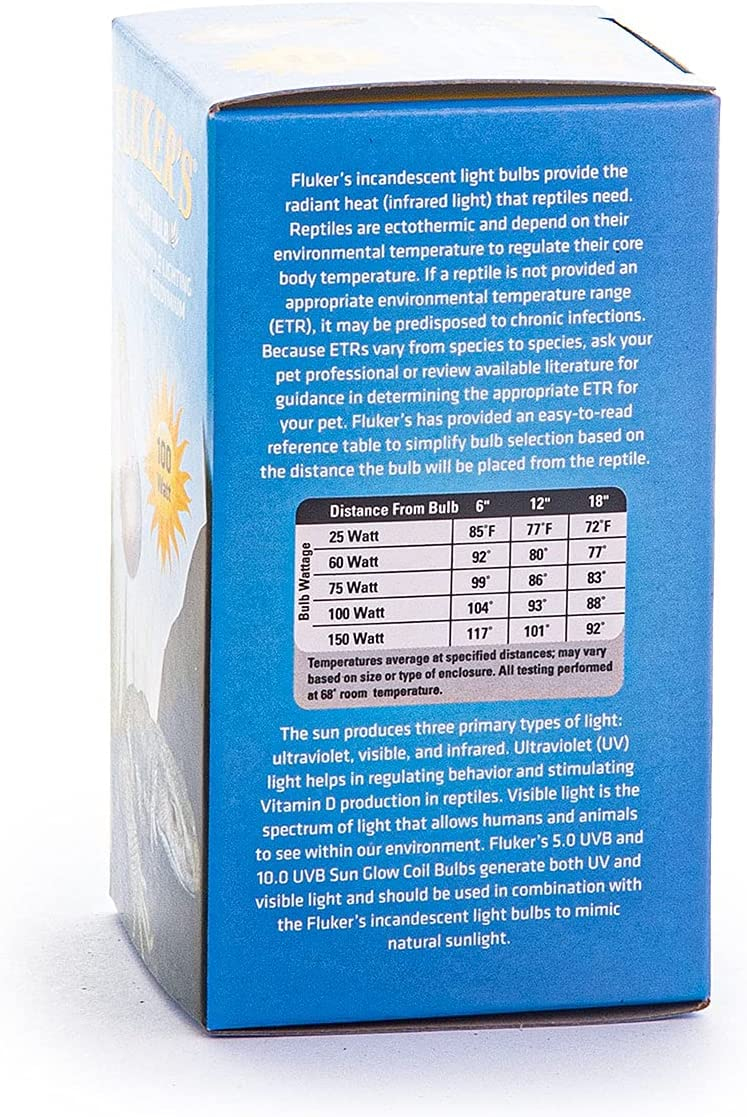 FLUKER'S
100
Watt
Fluker's incandescent light bulbs provide the
radiant heat (infrared light) that reptiles need.
Reptiles are ectothermic and depend on their
environmental temperature to regulate their core
body temperature. If a reptile is not provided an
appropriate environmental temperature range
(ETR), it may be predisposed to chronic infections.
Because ETRs vary from species to species, ask your
pet professional or review available literature for
guidance in determining the appropriate ETR for
your pet. Fluker's has provided an easy-to-read
reference table to simplify bulb selection based on
the distance the bulb will be placed from the reptile.
Distance From Bulb 6" 12" 18"
Bulb Wattage
25 Watt 85°F 77°F 72°F
60 Watt 92° 80° 77°
75 Watt 99° 86° 83°
100 Watt 104° 93° 88°
150 Watt 117° 101° 92°
Temperatures average at specified distances; may vary
based on size or type of enclosure. All testing performed
at 68° room temperature.
The sun produces three primary types of light:
ultraviolet, visible, and infrared. Ultraviolet (UV)
light helps in regulating behavior and stimulating
Vitamin D production in reptiles. Visible light is the
spectrum of light that allows humans and animals
to see within our environment. Fluker's 5.0 UVB and
10.0 UVB Sun Glow Coil Bulbs generate both UV and
visible light and should be used in combination with
the Fluker's incandescent light bulbs to mimic
natural sunlight.